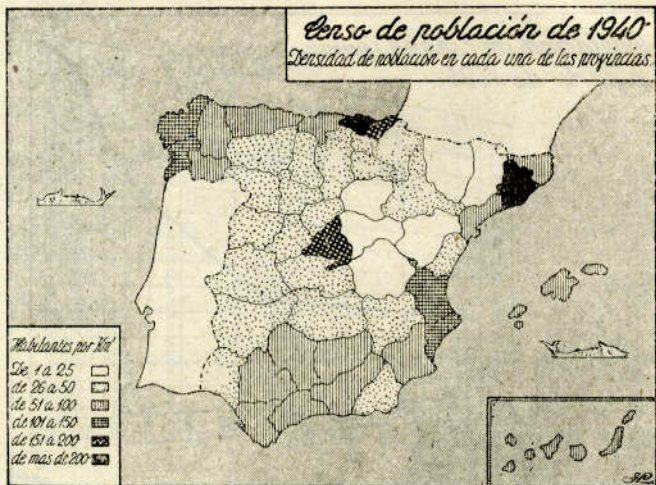 Censo de población de 1940
Densidad de población en cada una de las provincias
Habitantes por Km²
De 1 a 25
de 26 a 50
de 51 a 100
de 101 a 150
de 151 a 200
de mas de 200